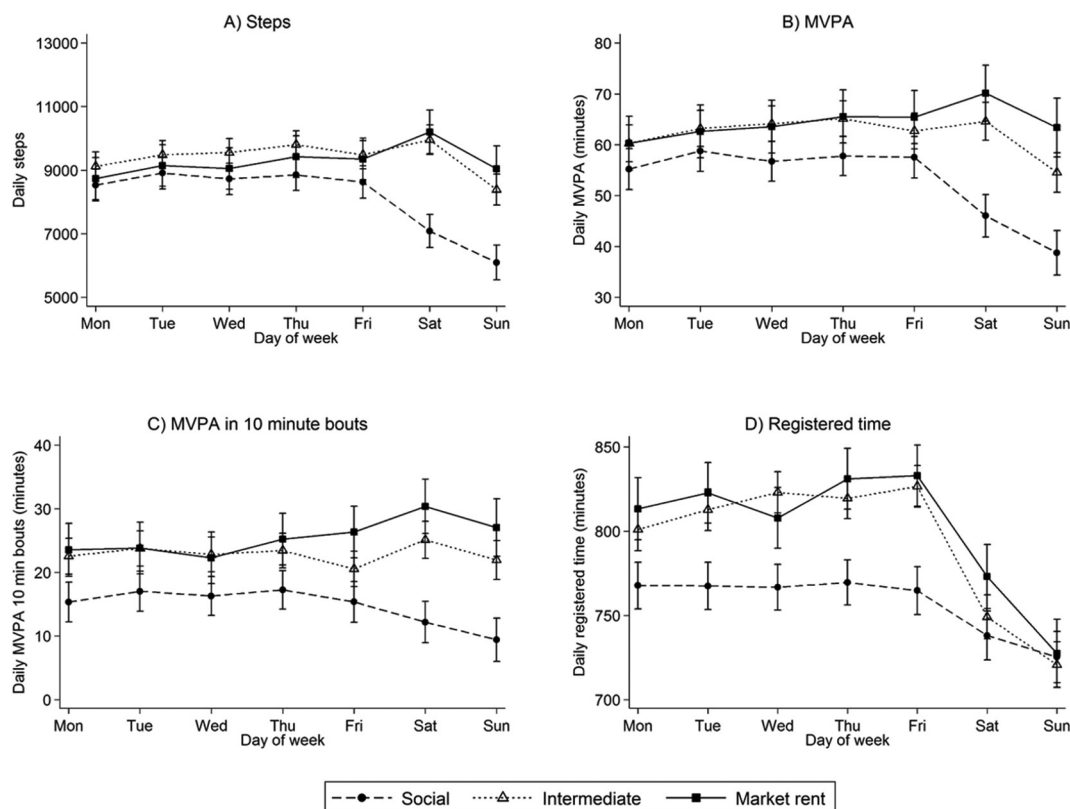 A) Steps
13000
11000
9000
7000
5000
Daily steps
Mon Tue Wed Thu Fri Sat Sun
Day of week
B) MVPA
80
70
60
50
40
30
Daily MVPA (minutes)
Mon Tue Wed Thu Fri Sat Sun
Day of week
C) MVPA in 10 minute bouts
40
30
20
10
0
Daily MVPA 10 min bouts (minutes)
Mon Tue Wed Thu Fri Sat Sun
Day of week
D) Registered time
850
800
750
700
Daily registered time (minutes)
Mon Tue Wed Thu Fri Sat Sun
Day of week
Social Intermediate Market rent